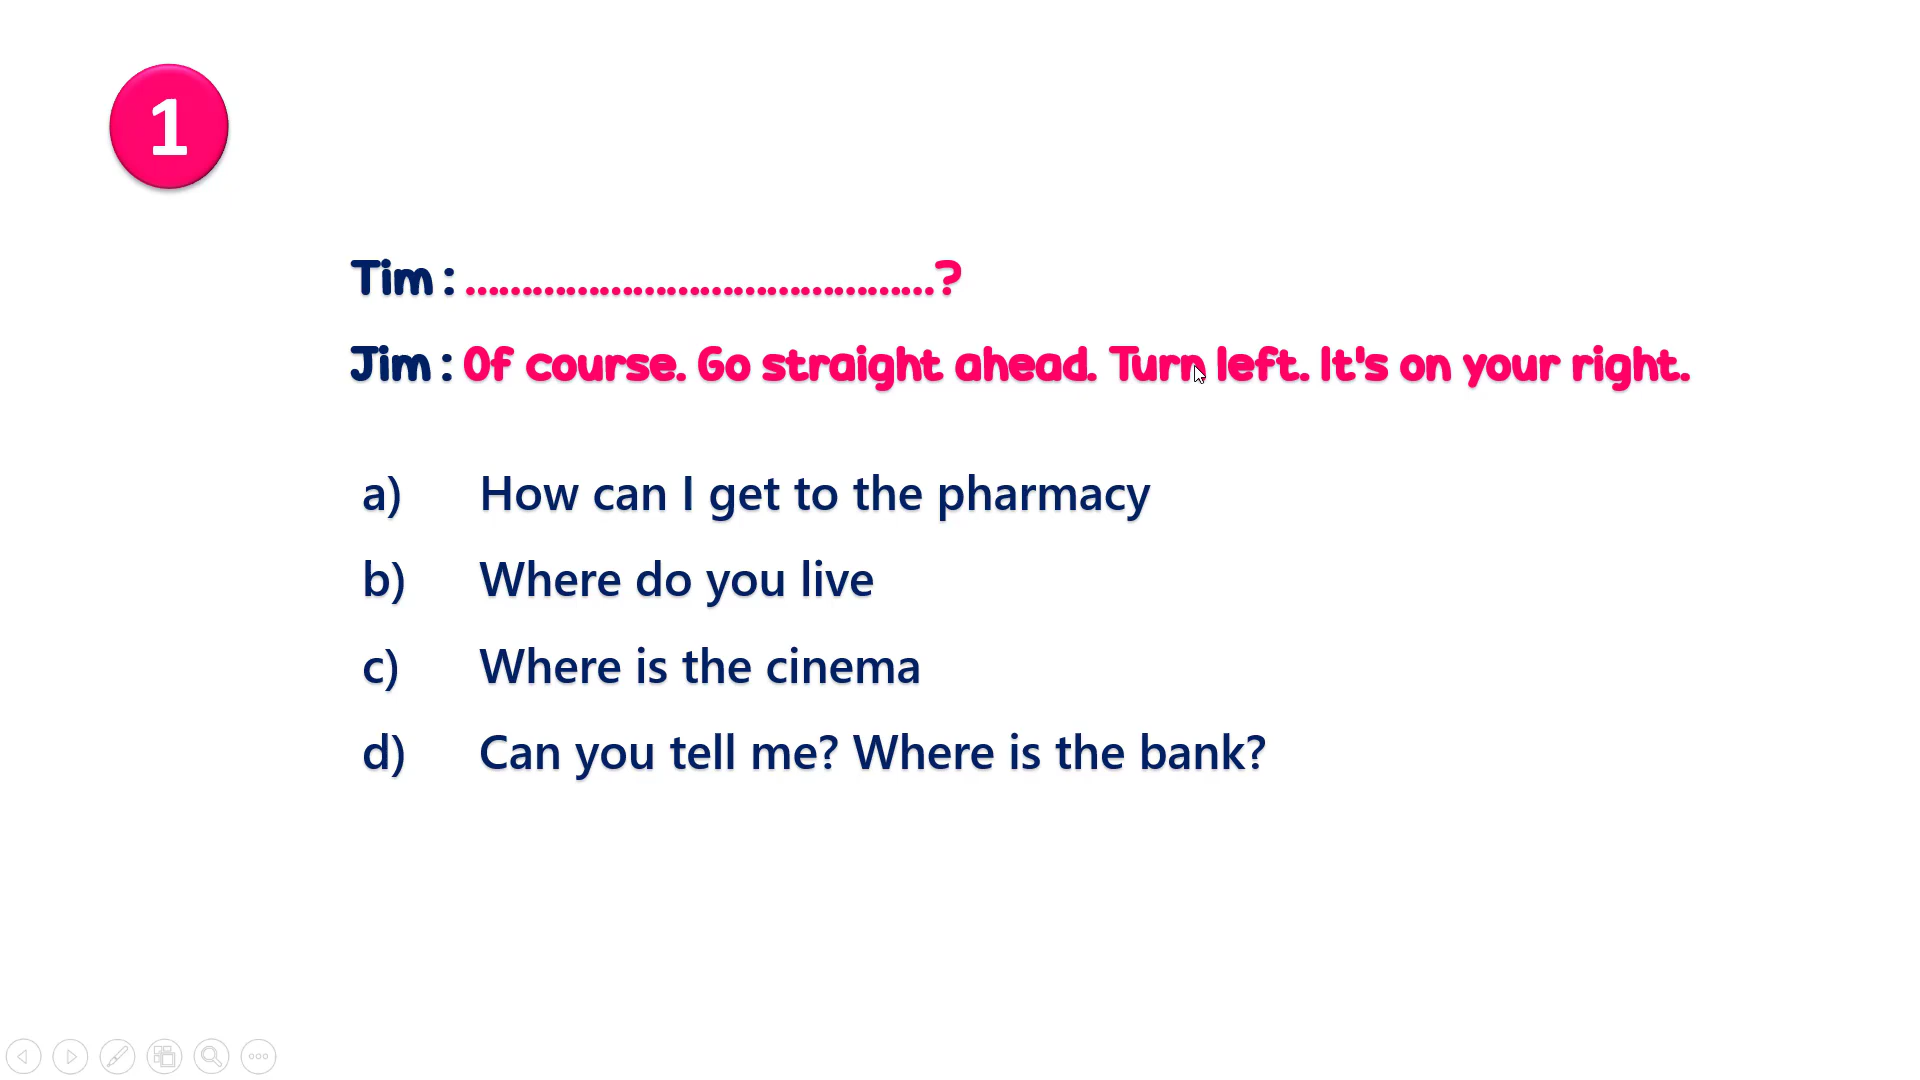 1
Tim : ..........................................?
Jim : Of course. Go straight ahead. Turn left. It's on your right.
a) How can I get to the pharmacy
b) Where do you live
c) Where is the cinema
d) Can you tell me? Where is the bank?